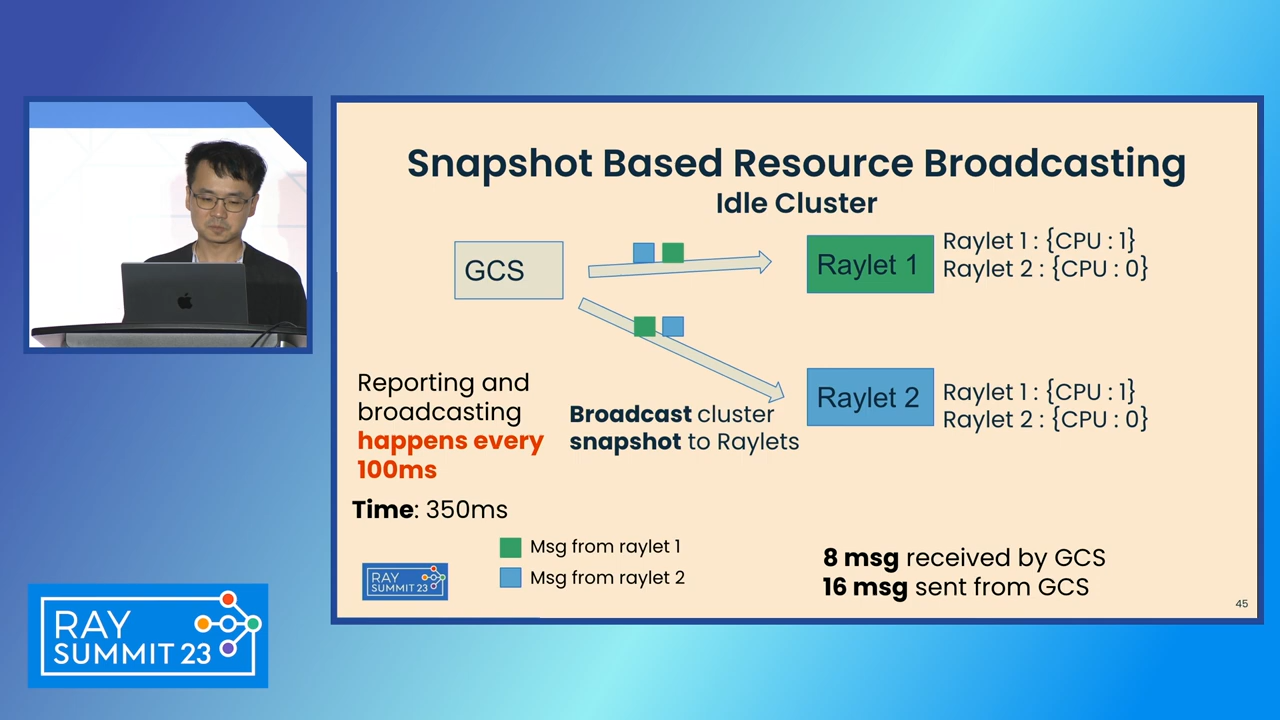 Snapshot Based Resource Broadcasting
Idle Cluster
GCS
Raylet 1
Raylet 1 : {CPU : 1}
Raylet 2 : {CPU : 0}
Raylet 2
Raylet 1 : {CPU : 1}
Raylet 2 : {CPU : 0}
Reporting and
broadcasting
happens every
100ms
Broadcast cluster
snapshot to Raylets
Time: 350ms
Msg from raylet 1
Msg from raylet 2
8 msg received by GCS
16 msg sent from GCS
RAY
SUMMIT 23
45
RAY
SUMMIT 23